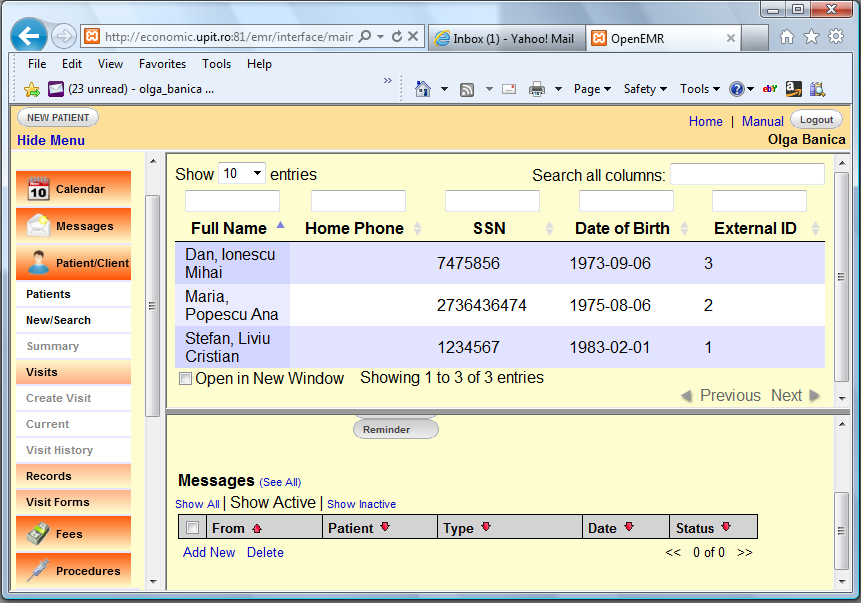 http://economic.upit.ro:81/emr/interface/main
Inbox (1) - Yahoo! Mail
OpenEMR
File Edit View Favorites Tools Help
(23 unread) - olga_banica ...
»
Page Safety Tools ebY
NEW PATIENT
Home | Manual Logout
Hide Menu
Olga Banica
Calendar
Messages
Patient/Client
Patients
New/Search
Summary
Visits
Create Visit
Current
Visit History
Records
Visit Forms
Fees
Procedures
Show 10 entries
Search all columns:
Full Name Home Phone SSN Date of Birth External ID
Dan, Ionescu
Mihai
7475856 1973-09-06 3
Maria,
Popescu Ana
2736436474 1975-08-06 2
Stefan, Liviu
Cristian
1234567 1983-02-01 1
Open in New Window Showing 1 to 3 of 3 entries
Previous Next
Reminder
Messages (See All)
Show All | Show Active | Show Inactive
From Patient Type Date Status
Add New Delete << 0 of 0 >>